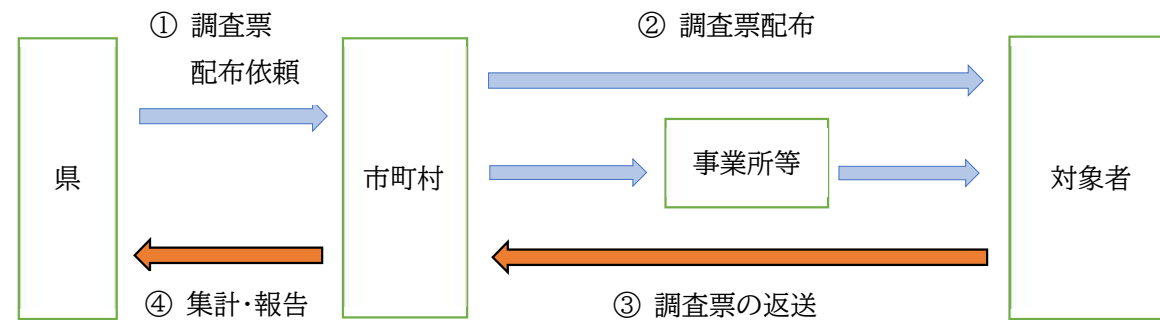 ① 調査票
配布依頼
② 調査票配布
県
市町村
事業所等
対象者
④ 集計・報告
③ 調査票の返送